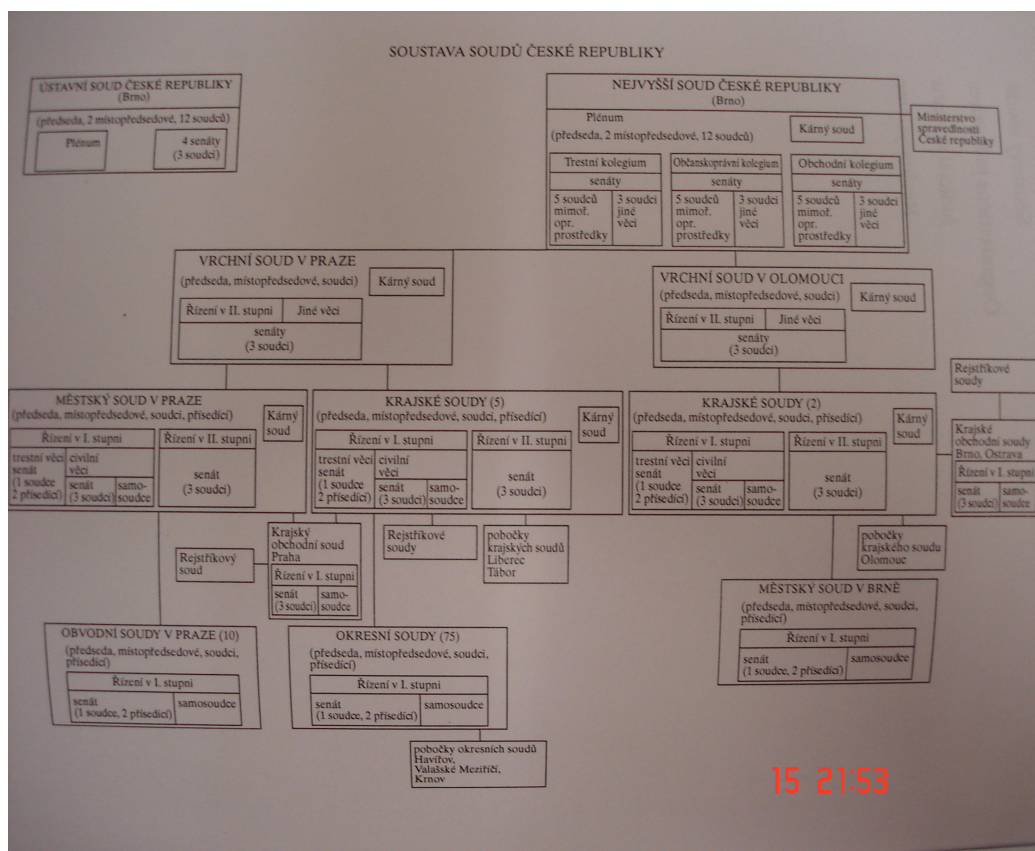 SOUSTAVA SOUDŮ ČESKÉ REPUBLIKY
ÚSTAVNÍ SOUD ČESKÉ REPUBLIKY
(Brno)
(předseda, 2 místopředsedové, 12 soudců)
Plénum
4 senáty
(3 soudci)
NEJVYŠŠÍ SOUD ČESKÉ REPUBLIKY
(Brno)
Plénum
(předseda, 2 místopředsedové, 12 soudců)
Kárný soud
Ministerstvo
spravedlnosti
České republiky
Trestní kolegium
senáty
5 soudců
mimoř.
opr.
prostředky
3 soudci
jiné
věci
Občanskoprávní kolegium
senáty
5 soudců
mimoř.
opr.
prostředky
3 soudci
jiné
věci
Obchodní kolegium
senáty
5 soudců
mimoř.
opr.
prostředky
3 soudci
jiné
věci
VRCHNÍ SOUD V PRAZE
(předseda, místopředsedové, soudci)
Kárný soud
Řízení v II. stupni
Jiné věci
senáty
(3 soudci)
VRCHNÍ SOUD V OLOMOUCI
(předseda, místopředsedové, soudci)
Kárný soud
Řízení v II. stupni
Jiné věci
senáty
(3 soudci)
MĚSTSKÝ SOUD V PRAZE
(předseda, místopředsedové, soudci, přísedící)
Kárný
soud
Řízení v I. stupni
trestní věci
senát
(1 soudce
2 přísedící)
civilní
věci
senát
(3 soudci)
samo-
soudce
Řízení v II. stupni
senát
(3 soudci)
KRAJSKÉ SOUDY (5)
(předseda, místopředsedové, soudci, přísedící)
Kárný
soud
Řízení v I. stupni
trestní věci
senát
(1 soudce
2 přísedící)
civilní
věci
senát
(3 soudci)
samo-
soudce
Řízení v II. stupni
senát
(3 soudci)
KRAJSKÉ SOUDY (2)
(předseda, místopředsedové, soudci, přísedící)
Kárný
soud
Řízení v I. stupni
trestní věci
senát
(1 soudce
2 přísedící)
civilní
věci
senát
(3 soudci)
samo-
soudce
Řízení v II. stupni
senát
(3 soudci)
Rejstříkové
soudy
Krajské
obchodní soudy
Brno, Ostrava
Řízení v I. stupni
senát
(3 soudci)
samo-
soudce
Rejstříkový
soud
Krajský
obchodní soud
Praha
Řízení v I. stupni
senát
(3 soudci)
samo-
soudce
Rejstříkové
soudy
pobočky
krajských soudů
Liberec
Tábor
pobočky
krajského soudu
Olomouc
OBVODNÍ SOUDY V PRAZE (10)
(předseda, místopředsedové, soudci,
přísedící)
Řízení v I. stupni
senát
(1 soudce, 2 přísedící)
samosoudce
OKRESNÍ SOUDY (75)
(předseda, místopředsedové, soudci,
přísedící)
Řízení v I. stupni
senát
(1 soudce, 2 přísedící)
samosoudce
MĚSTSKÝ SOUD V BRNĚ
(předseda, místopředsedové, soudci,
přísedící)
Řízení v I. stupni
senát
(1 soudce, 2 přísedící)
samosoudce
pobočky okresních soudů
Havířov,
Valašské Meziříčí,
Krnov
15 21:53